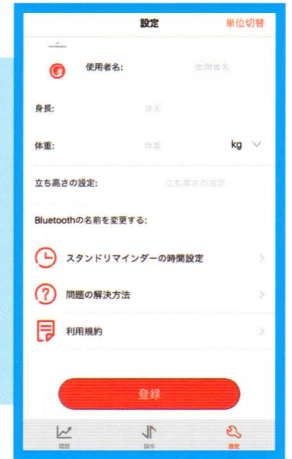 設定
単位切替
使用者名: 使用者名
身長: 身長
体重: 体重 kg
立ち高さの設定: 立ち高さの設定
Bluetoothの名前を変更する:
スタンドリマインダーの時間設定
問題の解決方法
利用規約
登録
設定